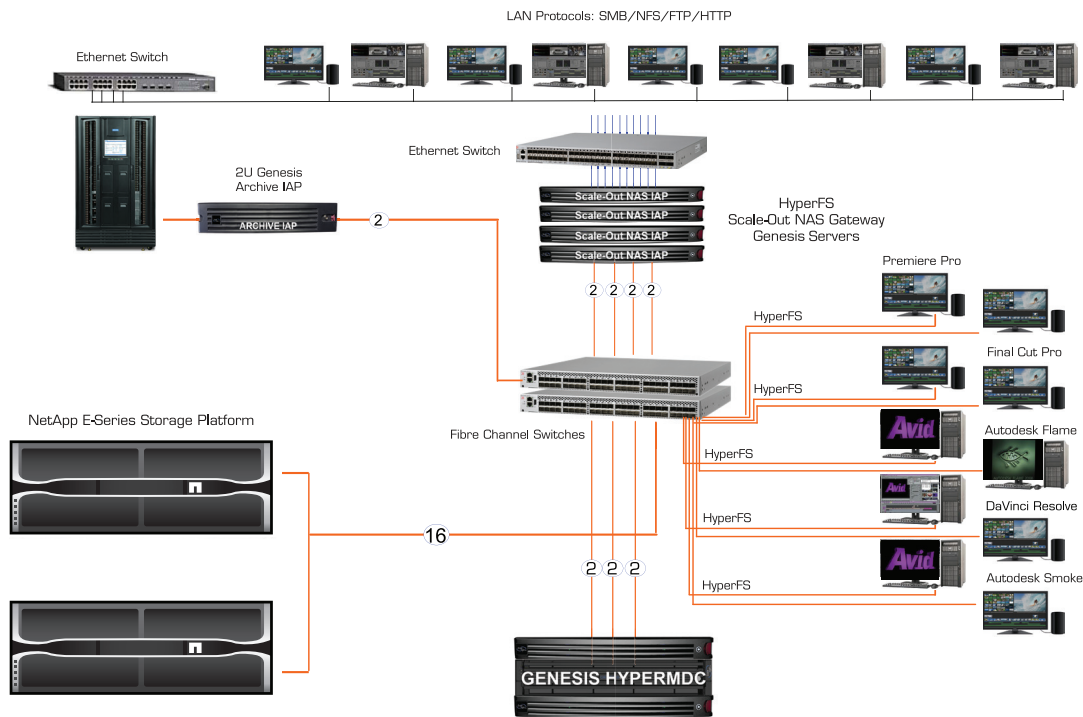 LAN Protocols: SMB/NFS/FTP/HTTP
Ethernet Switch
Ethernet Switch
2U Genesis
Archive IAP
ARCHIVE IAP
2
Scale-Out NAS IAP
Scale-Out NAS IAP
Scale-Out NAS IAP
Scale-Out NAS IAP
HyperFS
Scale-Out NAS Gateway
Genesis Servers
2 2 2 2
Premiere Pro
HyperFS
Final Cut Pro
HyperFS
Fibre Channel Switches
NetApp E-Series Storage Platform
Avid
Autodesk Flame
HyperFS
Avid
DaVinci Resolve
HyperFS
16
Avid
Autodesk Smoke
HyperFS
2 2 2
GENESIS HYPERMDC